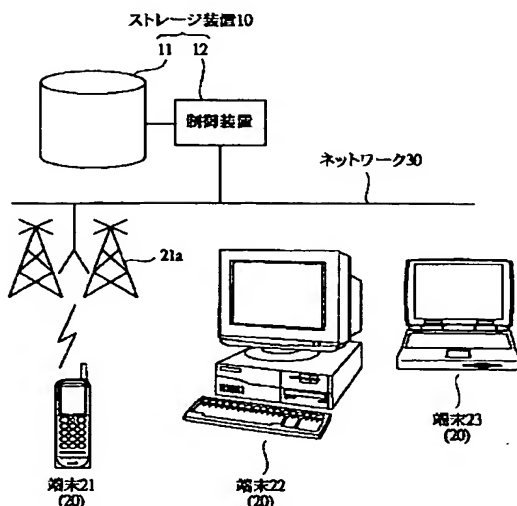 ストレージ装置10
11 12
制御装置
ネットワーク30
21a
端末21
(20)
端末22
(20)
端末23
(20)